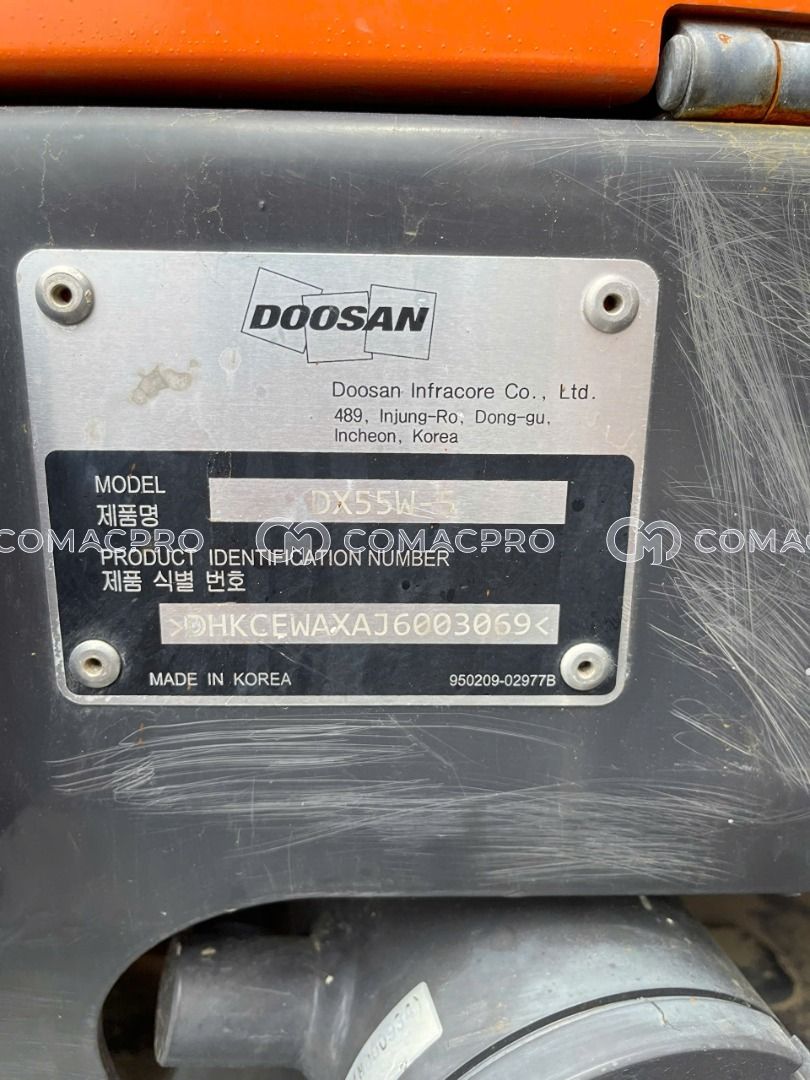 DOOSAN
Doosan Infracore Co., Ltd.
489, Injung-Ro, Dong-gu,
Incheon, Korea
MODEL
제품명
DX55W-5
COMACPRO COMACPRO COMACPRO
PRODUCT IDENTIFICATION NUMBER
제품 식별 번호
>DHKCEWAXAJ6003069<
MADE IN KOREA 950209-02977B